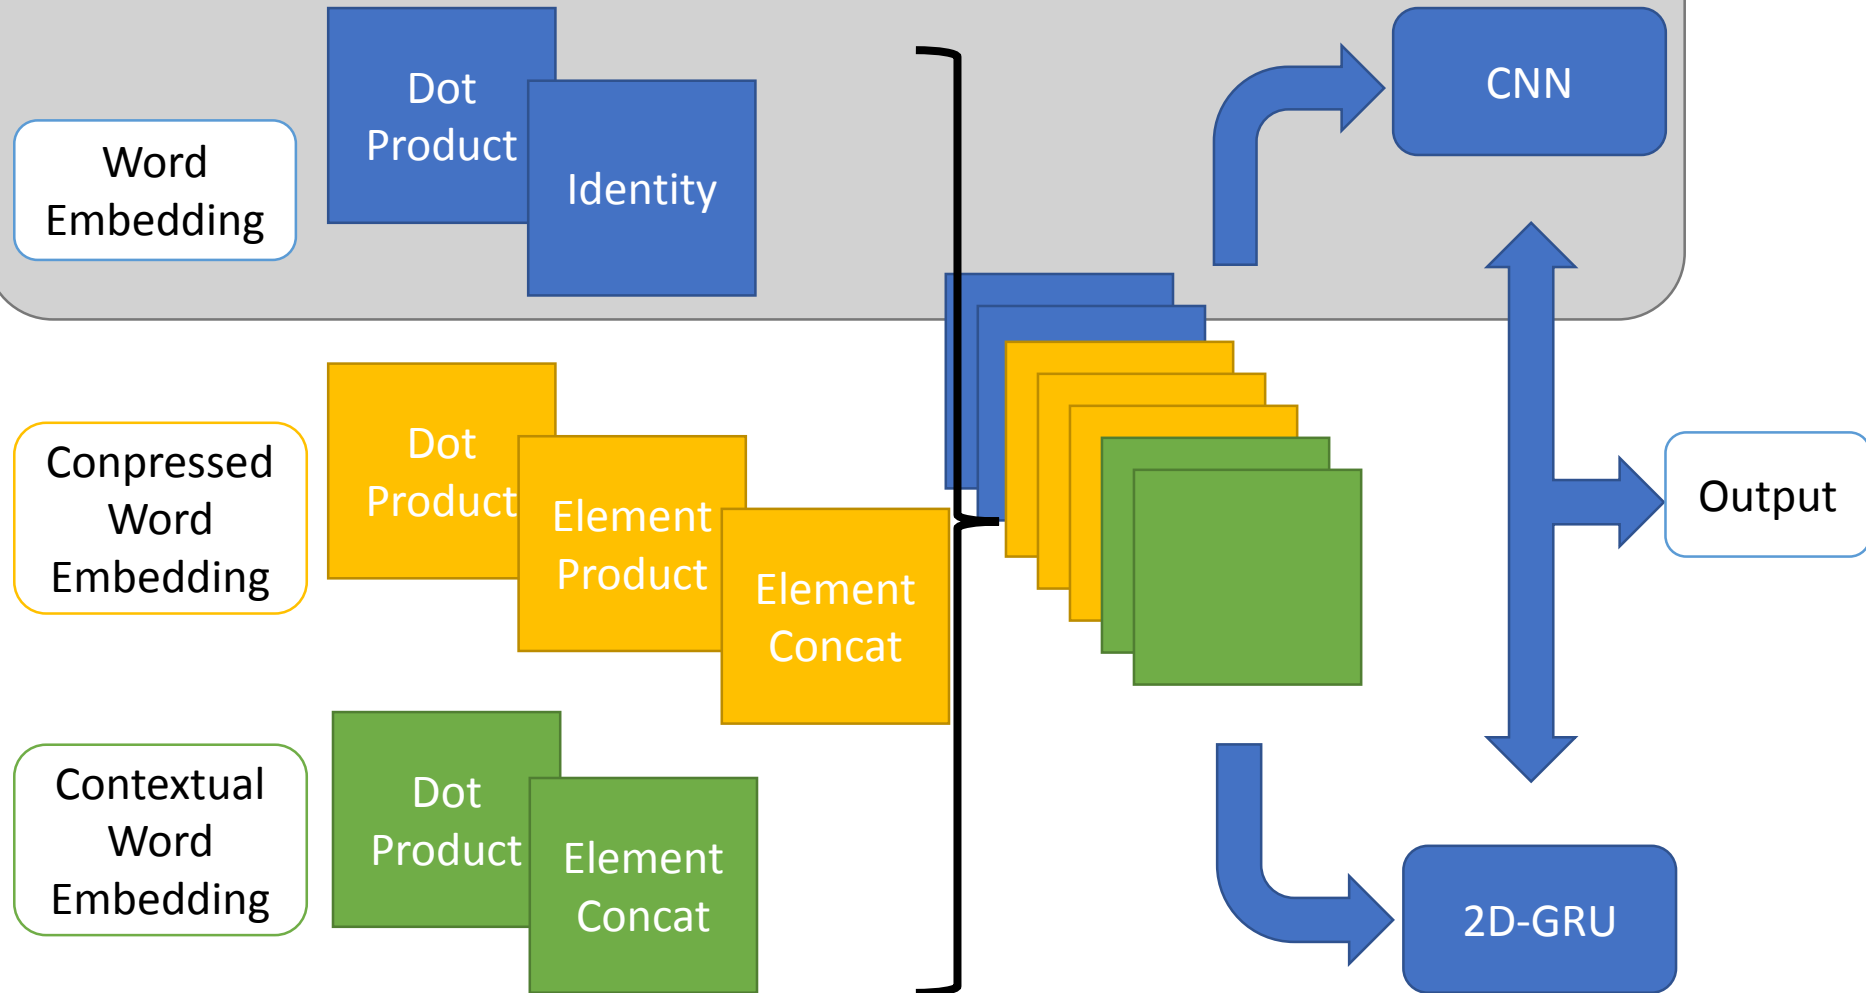 Word
Embedding
Dot
Product
Identity
CNN
Conpressed
Word
Embedding
Dot
Product
Element
Product
Element
Concat
Output
Contextual
Word
Embedding
Dot
Product
Element
Concat
2D-GRU